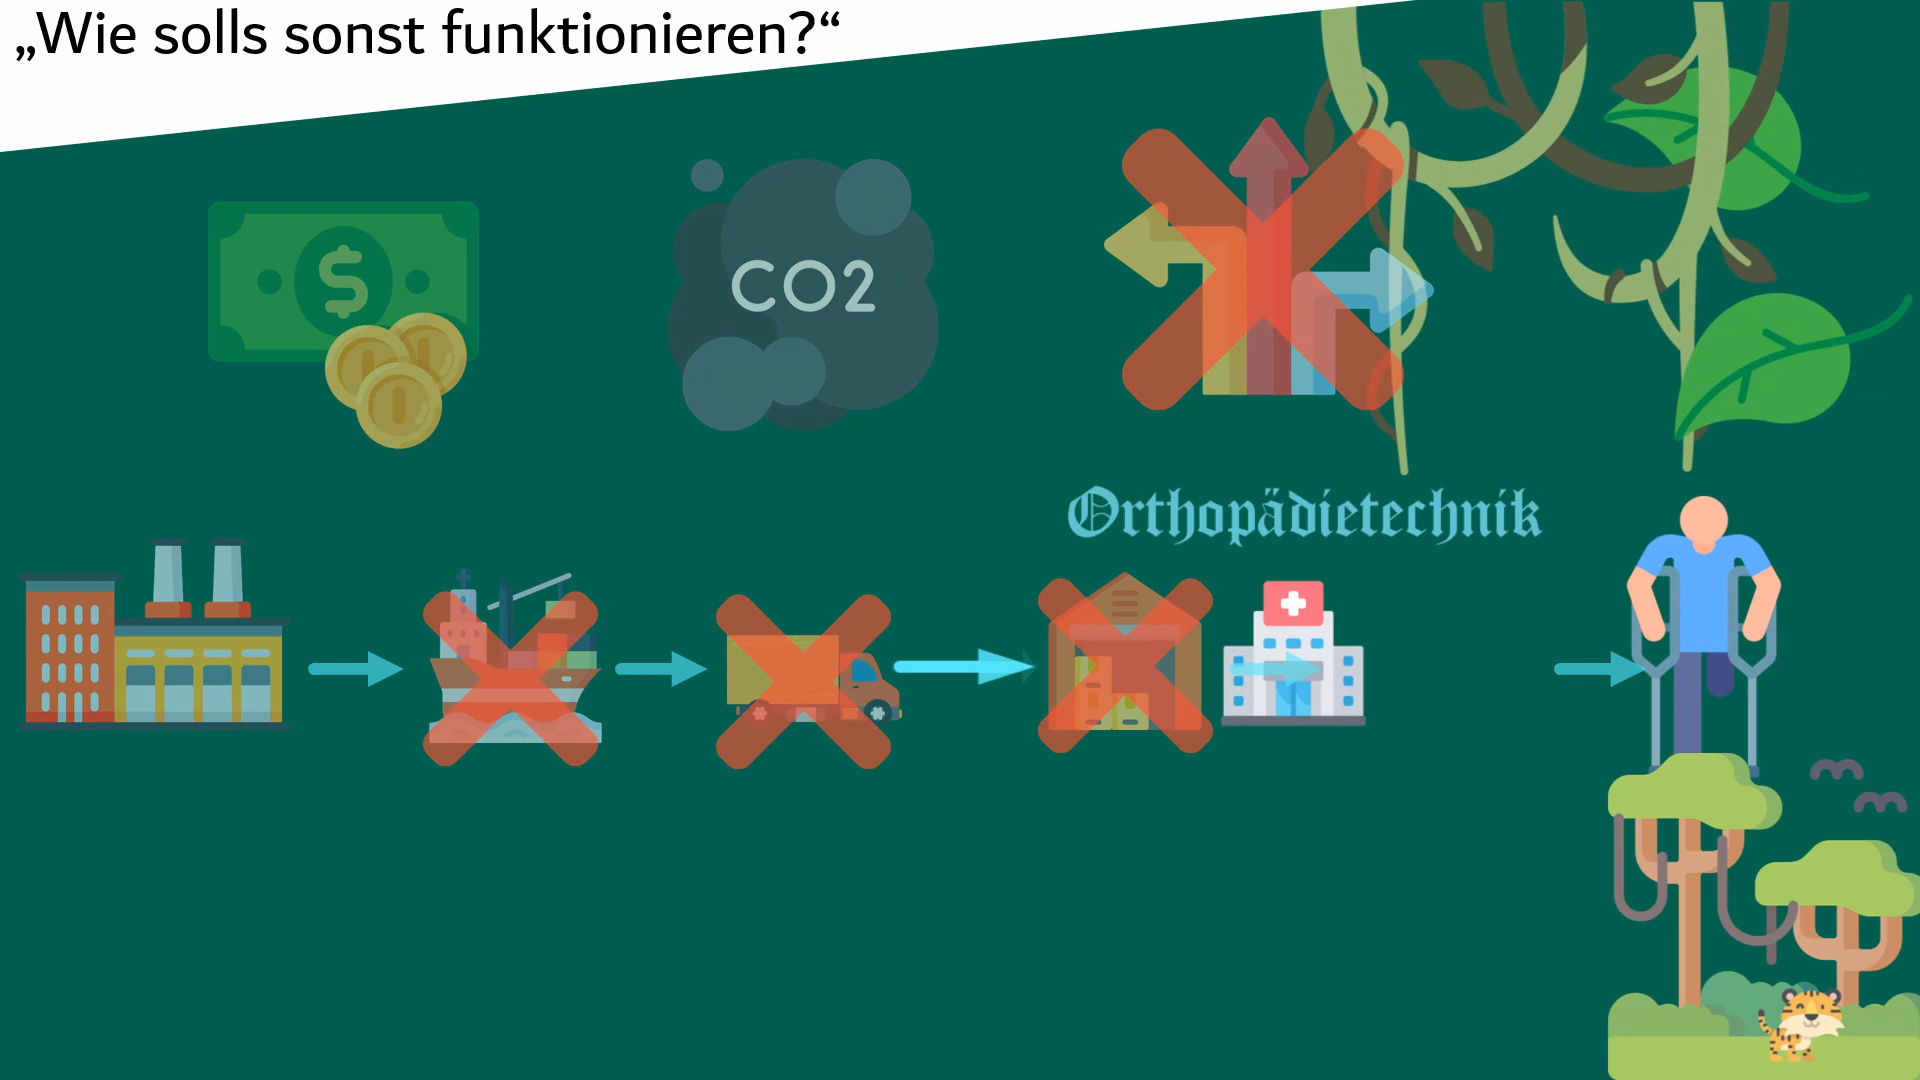 „Wie solls sonst funktionieren?“
$
CO2
Orthopädietechnik